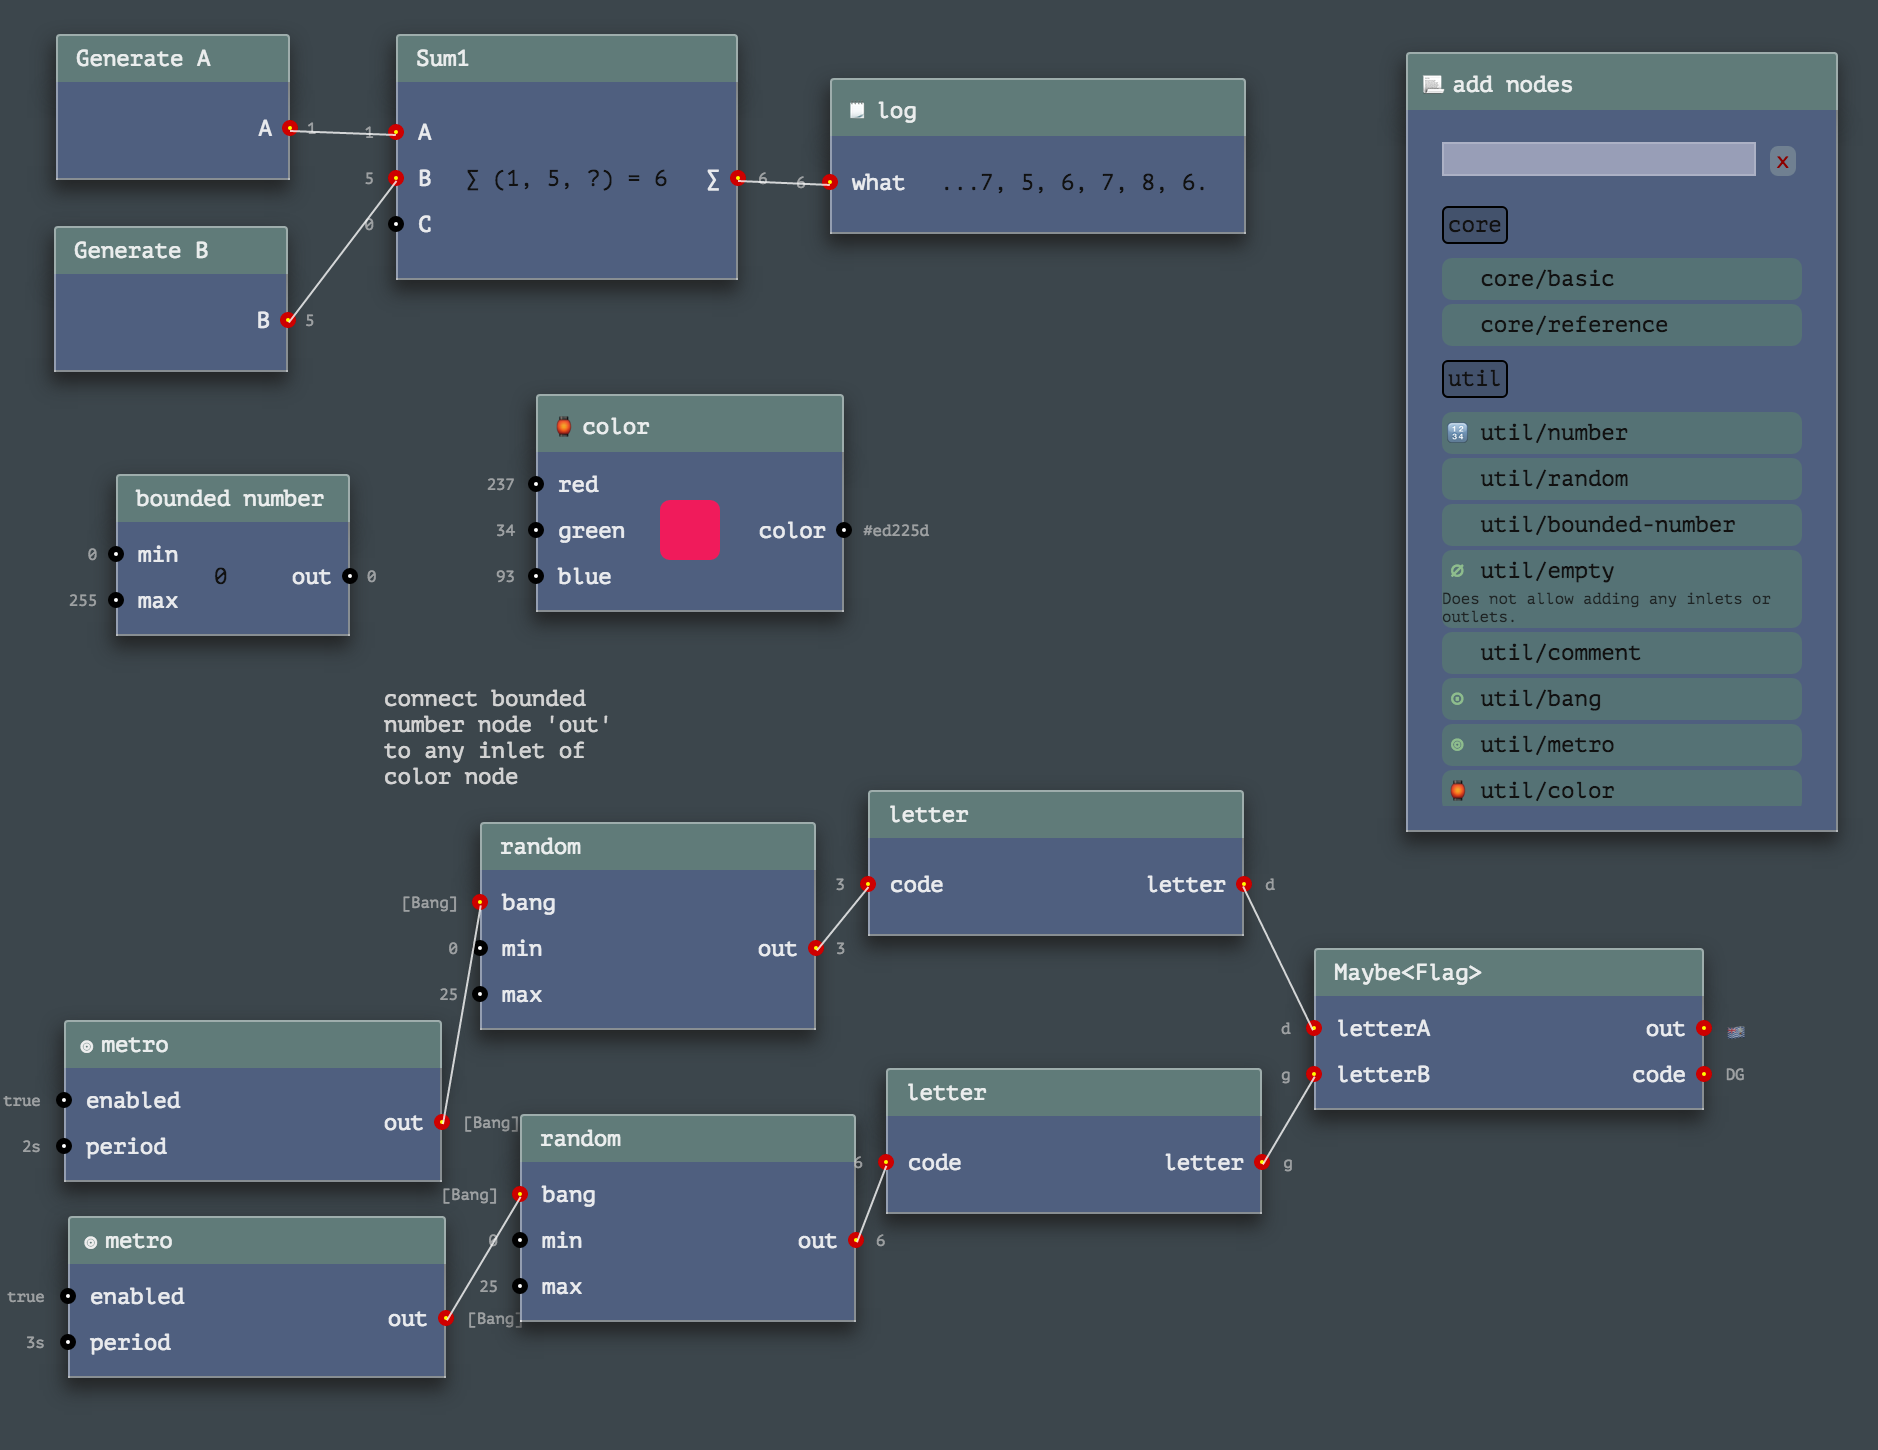 Generate A
A
1
Generate B
B
5
Sum1
1 A
5 B ∑ (1, 5, ?) = 6 ∑ 6
0 C
log
6 what ...7, 5, 6, 7, 8, 6.
add nodes
x
core
core/basic
core/reference
util
util/number
util/random
util/bounded-number
util/empty
Does not allow adding any inlets or
outlets.
util/comment
util/bang
util/metro
util/color
bounded number
0 min
0 out 0
255 max
color
237 red
34 green color #ed225d
93 blue
connect bounded
number node 'out'
to any inlet of
color node
random
[Bang] bang
0 min out 3
25 max
letter
3 code letter d
metro
true enabled
out [Bang]
2s period
random
[Bang] bang
0 min out 6
25 max
letter
6 code letter g
metro
true enabled
out [Bang]
3s period
Maybe<Flag>
d letterA out
g letterB code DG